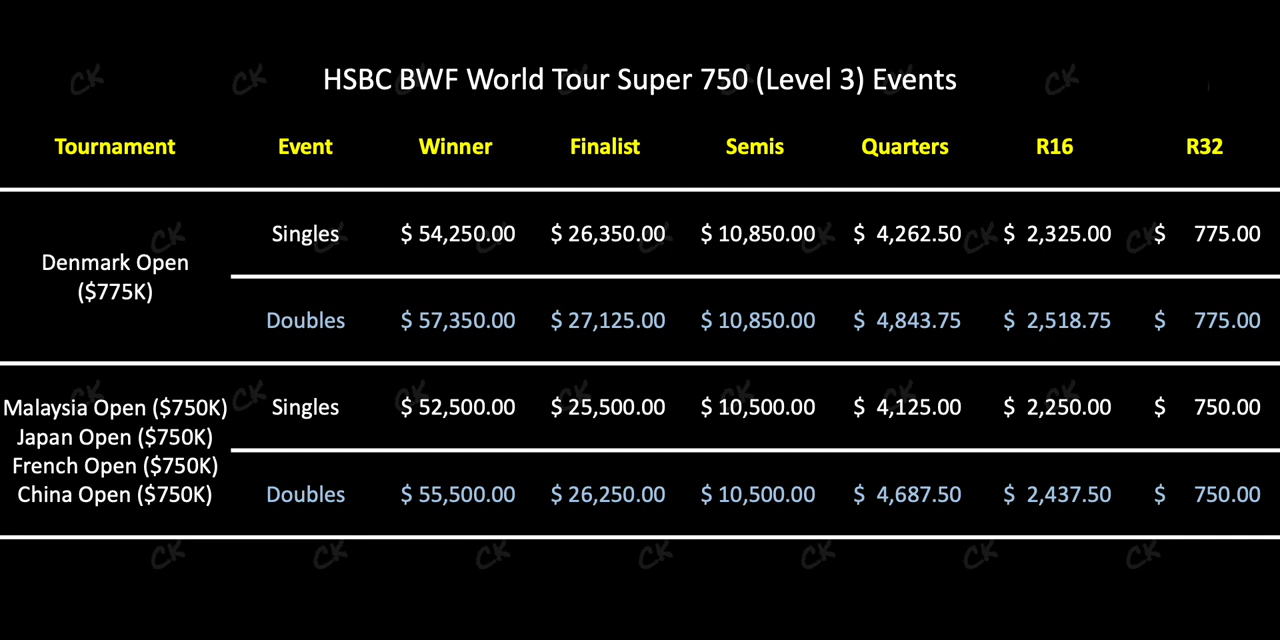 HSBC BWF World Tour Super 750 (Level 3) Events
Tournament Event Winner Finalist Semis Quarters R16 R32
Denmark Open
($775K)
Singles $ 54,250.00 $ 26,350.00 $ 10,850.00 $ 4,262.50 $ 2,325.00 $ 775.00
Doubles $ 57,350.00 $ 27,125.00 $ 10,850.00 $ 4,843.75 $ 2,518.75 $ 775.00
Malaysia Open ($750K)
Japan Open ($750K)
French Open ($750K)
China Open ($750K)
Singles $ 52,500.00 $ 25,500.00 $ 10,500.00 $ 4,125.00 $ 2,250.00 $ 750.00
Doubles $ 55,500.00 $ 26,250.00 $ 10,500.00 $ 4,687.50 $ 2,437.50 $ 750.00
CK